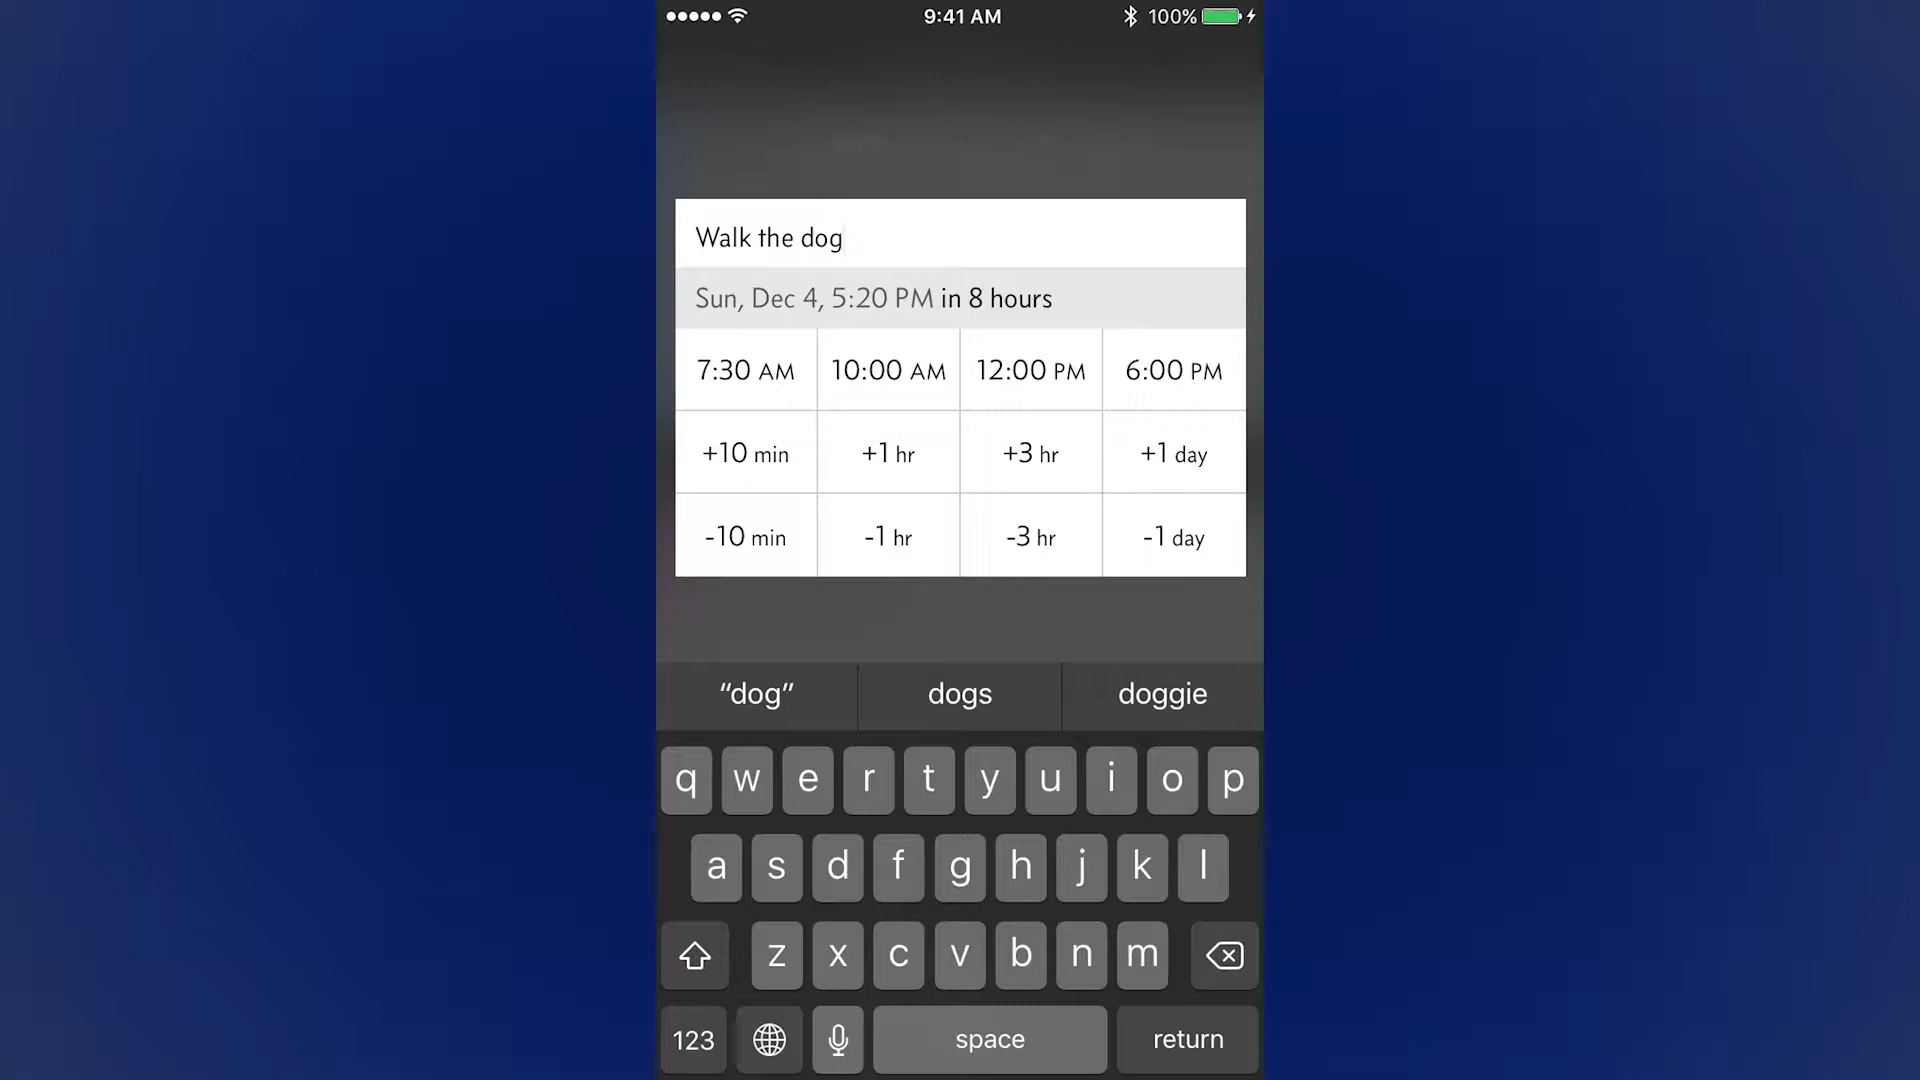 9:41 AM 100%
Walk the dog
Sun, Dec 4, 5:20 PM in 8 hours
7:30 AM 10:00 AM 12:00 PM 6:00 PM
+10 min +1 hr +3 hr +1 day
-10 min -1 hr -3 hr -1 day
“dog” dogs doggie
q w e r t y u i o p
a s d f g h j k l
z x c v b n m
123 space return